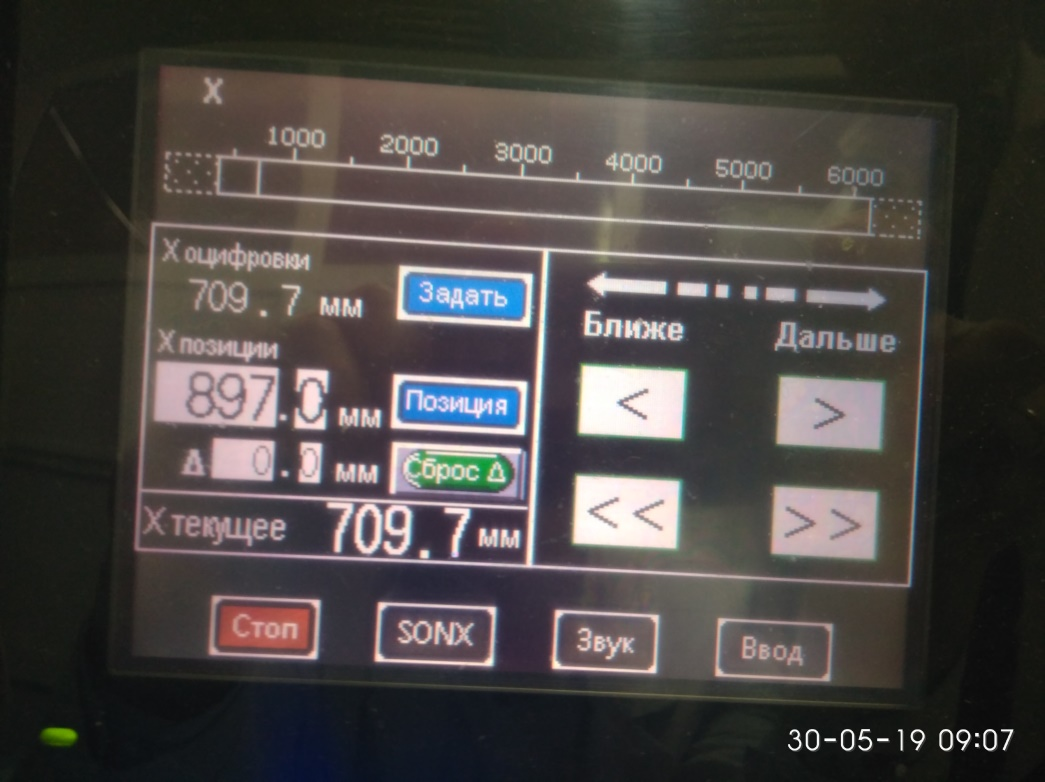 X
1000 2000 3000 4000 5000 6000
X оцифровки
709.7 мм
Задать
X позиции
897.0 мм
Позиция
Δ 0.0 мм
Сброс Δ
X текущее 709.7 мм
Ближе
Дальше
< >
<< >>
Стоп SONX Звук Ввод
30-05-19 09:07